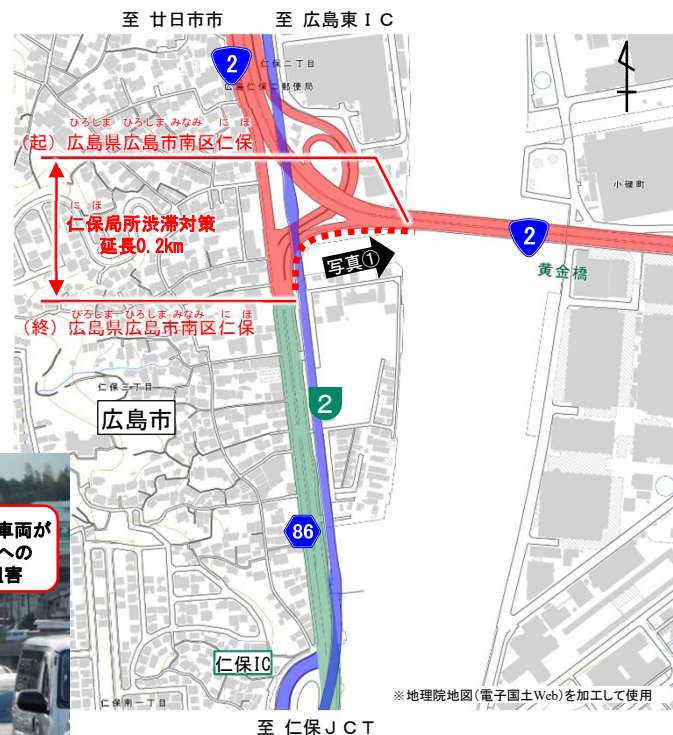 至 廿日市市
至 広島東IC
2
仁保二丁目
広島仁保二郵便局
ひろしま ひろしま みなみ に ほ
(起)広島県広島市南区仁保
小磯町
に ほ
仁保局所渋滞対策
延長0.2km
2
写真①
黄金橋
ひろしま ひろしま みなみ に ほ
(終)広島県広島市南区仁保
仁保三丁目
2
広島市
車両が
への
阻害
86
仁保IC
仁保南一丁目
※地理院地図(電子国土Web)を加工して使用
至 仁保JCT